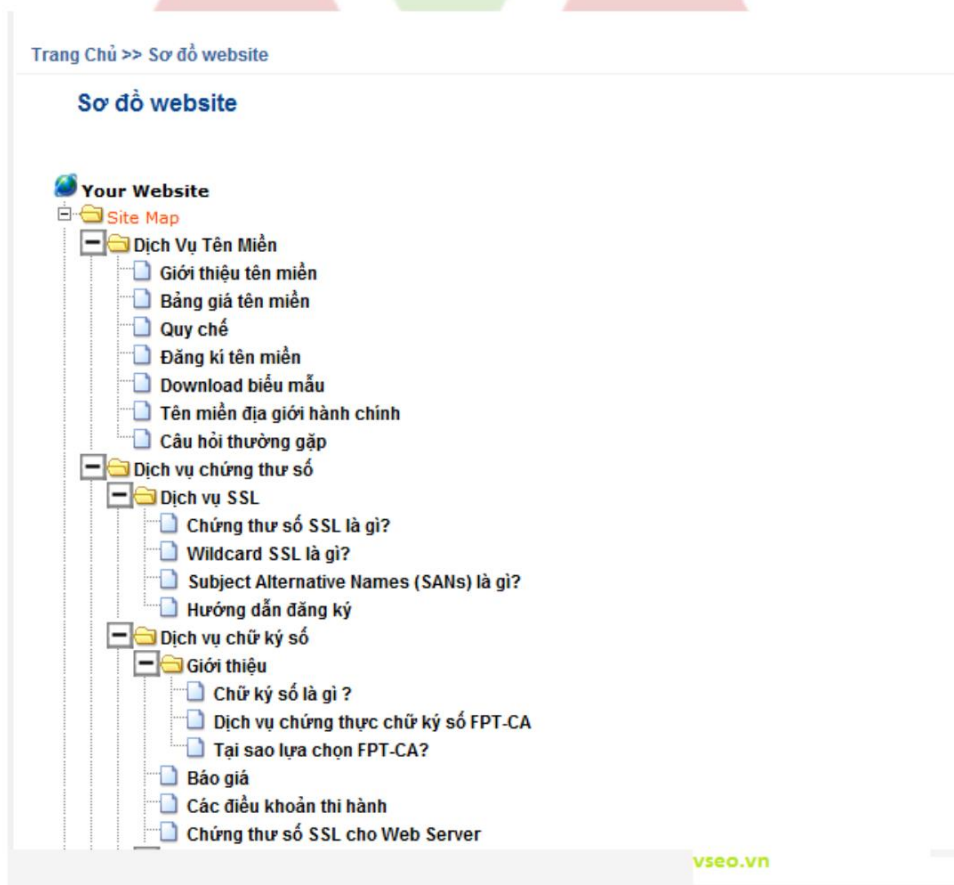 Trang Chủ >> Sơ đồ website
Sơ đồ website
Your Website
Site Map
Dịch Vụ Tên Miền
Giới thiệu tên miền
Bảng giá tên miền
Quy chế
Đăng kí tên miền
Download biểu mẫu
Tên miền địa giới hành chính
Câu hỏi thường gặp
Dịch vụ chứng thư số
Dịch vụ SSL
Chứng thư số SSL là gì?
Wildcard SSL là gì?
Subject Alternative Names (SANs) là gì?
Hướng dẫn đăng ký
Dịch vụ chữ ký số
Giới thiệu
Chữ ký số là gì ?
Dịch vụ chứng thực chữ ký số FPT-CA
Tại sao lựa chọn FPT-CA?
Báo giá
Các điều khoản thi hành
Chứng thư số SSL cho Web Server
vseo.vn